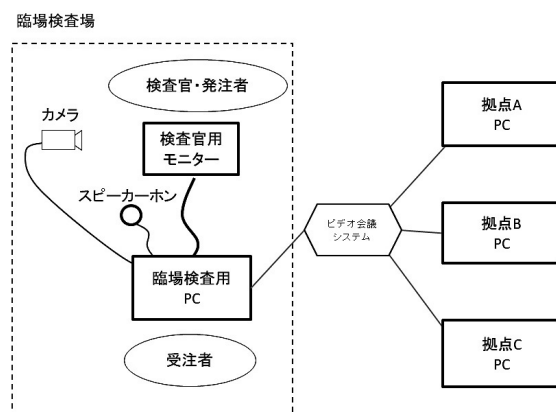 臨場検査場
検査官・発注者
カメラ
検査官用
モニター
スピーカーホン
臨場検査用
PC
受注者
ビデオ会議
システム
拠点A
PC
拠点B
PC
拠点C
PC